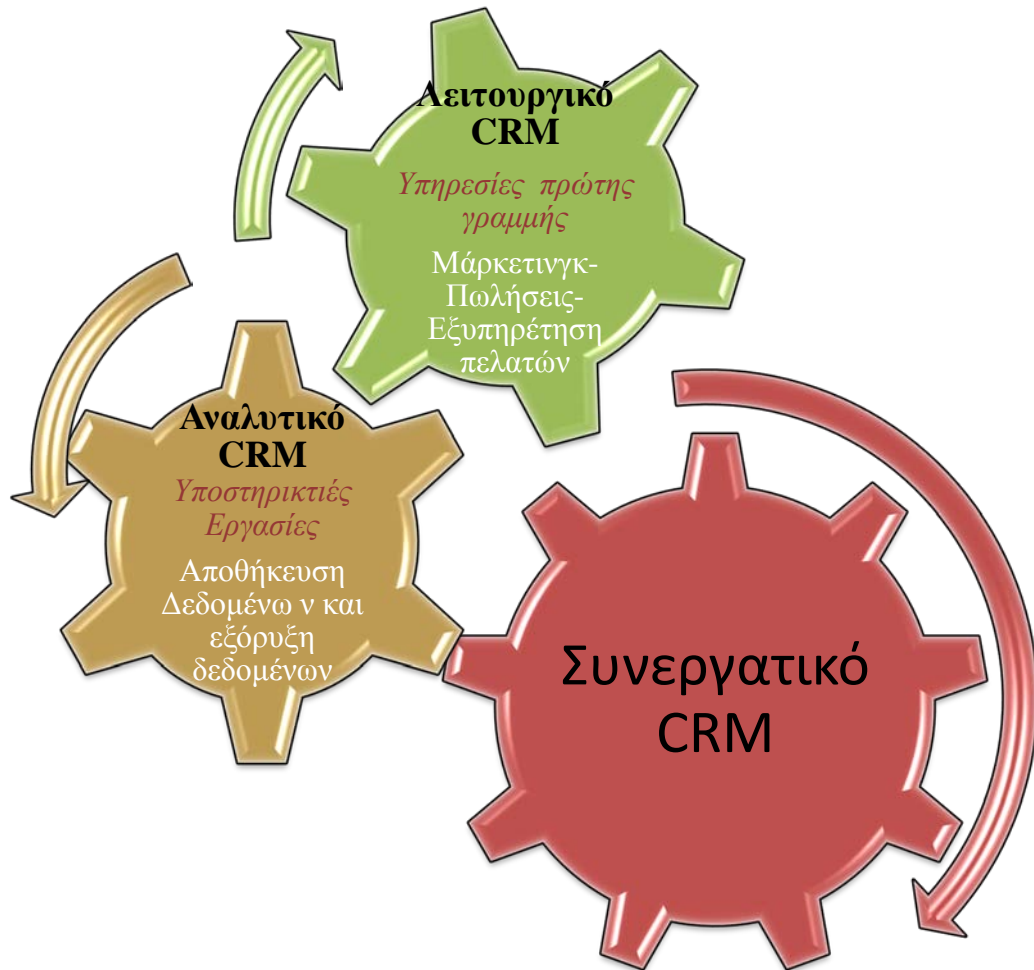 Λειτουργικό
CRM
Υπηρεσίες πρώτης
γραμμής
Μάρκετινγκ-
Πωλήσεις-
Εξυπηρέτηση
πελατών
Αναλυτικό
CRM
Υποστηρικτιές
Εργασίες
Αποθήκευση
Δεδομένω ν και
εξόρυξη
δεδομένων
Συνεργατικό
CRM